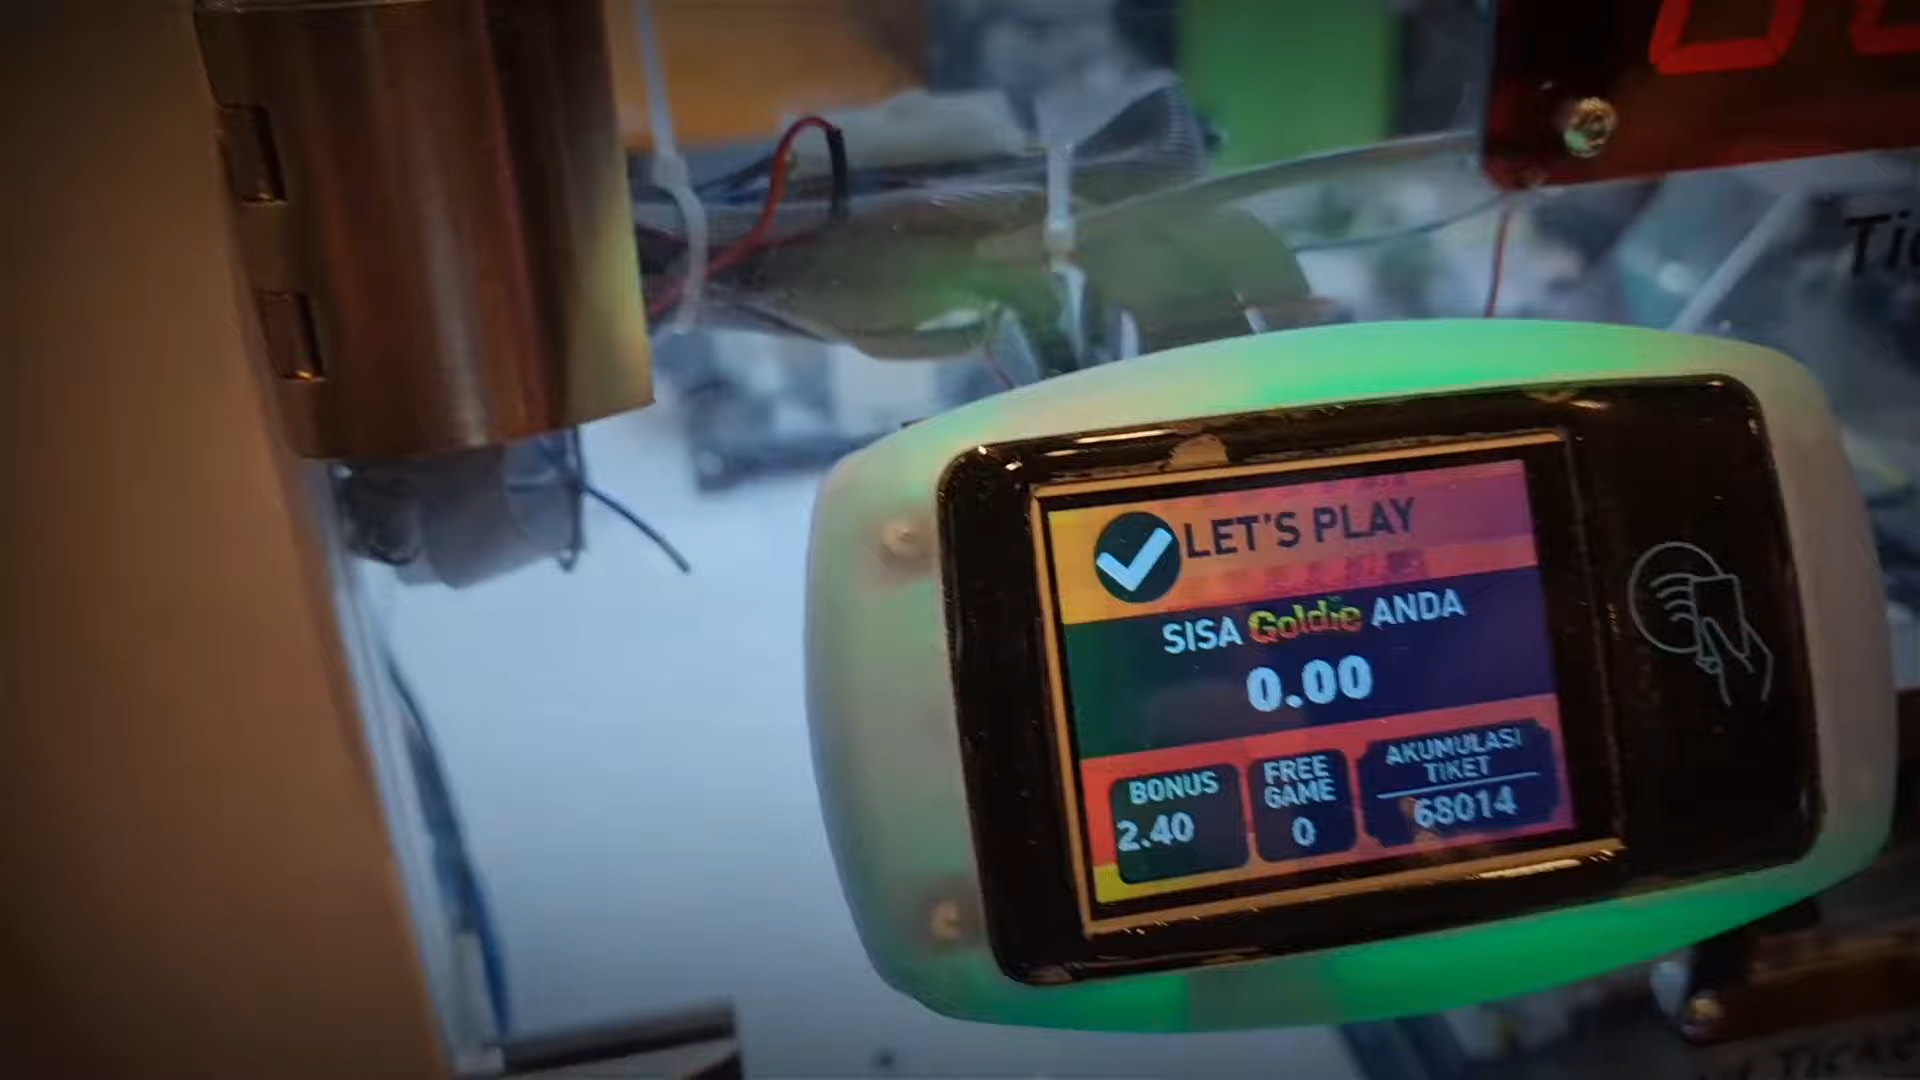 LET'S PLAY
SISA Goldie ANDA
0.00
BONUS
2.40
FREE
GAME
0
AKUMULASI
TIKET
68014